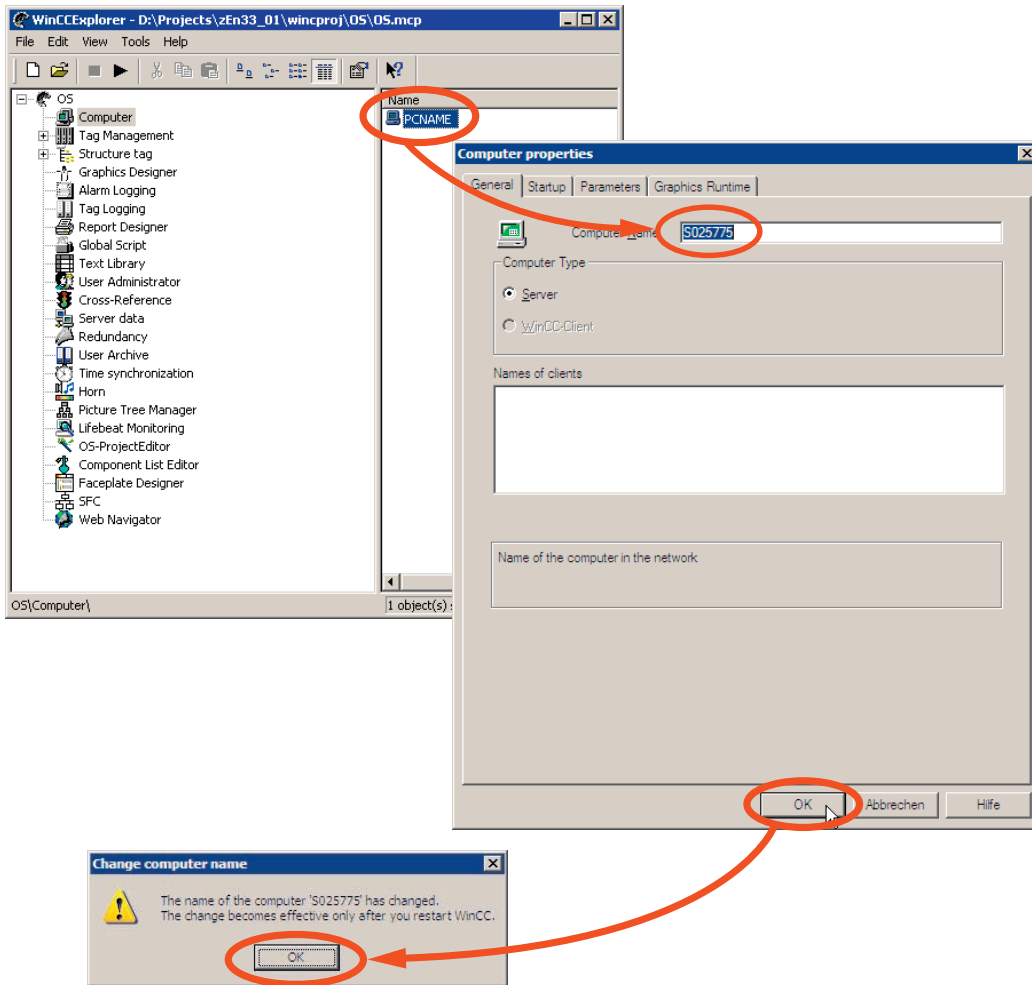 WinCCExplorer - D:\Projects\zEn33_01\wincproj\OS\OS.mcp
File Edit View Tools Help
OS
Computer
Tag Management
Structure tag
Graphics Designer
Alarm Logging
Tag Logging
Report Designer
Global Script
Text Library
User Administrator
Cross-Reference
Server data
Redundancy
User Archive
Time synchronization
Horn
Picture Tree Manager
Lifebeat Monitoring
OS-ProjectEditor
Component List Editor
Faceplate Designer
SFC
Web Navigator
Name
PCNAME
OS\Computer\
1 object(s)
Computer properties
General Startup Parameters Graphics Runtime
Computer Name S025775
Computer Type
Server
WinCC-Client
Names of clients
Name of the computer in the network
OK Abbrechen Hilfe
Change computer name
The name of the computer 'S025775' has changed.
The change becomes effective only after you restart WinCC.
OK